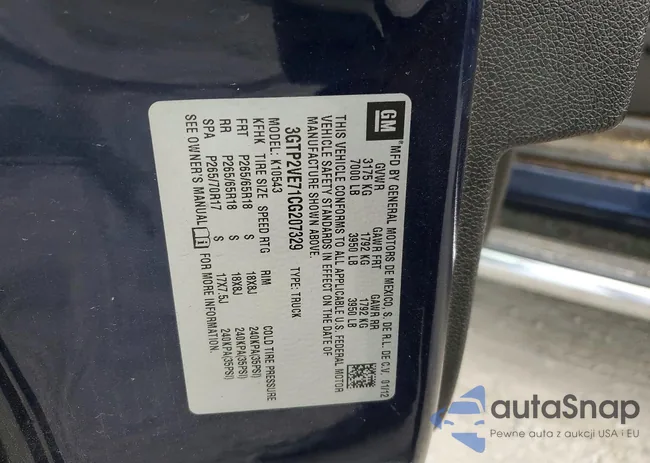 GM
MFD BY GENERAL MOTORS DE MEXICO, S. DE R.L. DE C.V. 01/12
GVWR GAWR FRT GAWR RR
3175 KG 1792 KG 1792 KG
7000 LB 3950 LB 3950 LB
THIS VEHICLE CONFORMS TO ALL APPLICABLE U.S. FEDERAL MOTOR
VEHICLE SAFETY STANDARDS IN EFFECT ON THE DATE OF
MANUFACTURE SHOWN ABOVE.
3GTP2VE71CG207329 TYPE: TRUCK
MODEL: K10543
KFHK TIRE SIZE SPEED RTG RIM COLD TIRE PRESSURE
FRT P265/65R18 S 18X8J 240KPA(35PSI)
RR P265/65R18 S 18X8J 240KPA(35PSI)
SPA P265/70R17 S 17X7.5J 240KPA(35PSI)
SEE OWNER'S MANUAL FOR MORE INFORMATION.
autaSnap
Pewne auta z aukcji USA i EU